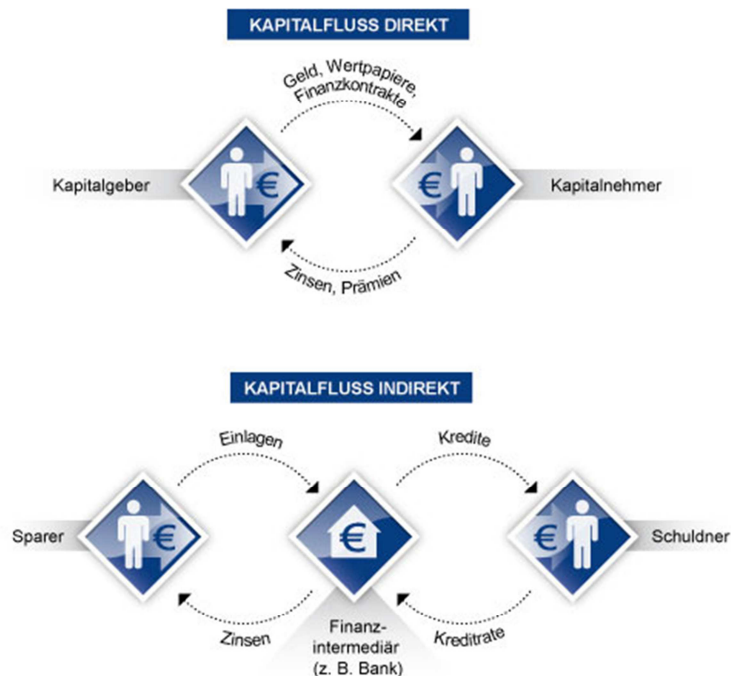 KAPITALFLUSS DIREKT
Geld, Wertpapiere,
Finanzkontrakte
Kapitalgeber
€
€
Kapitalnehmer
Zinsen, Prämien
KAPITALFLUSS INDIREKT
Einlagen
Kredite
Sparer
€
€
€
Schuldner
Zinsen
Finanz-
intermediär
(z. B. Bank)
Kreditrate